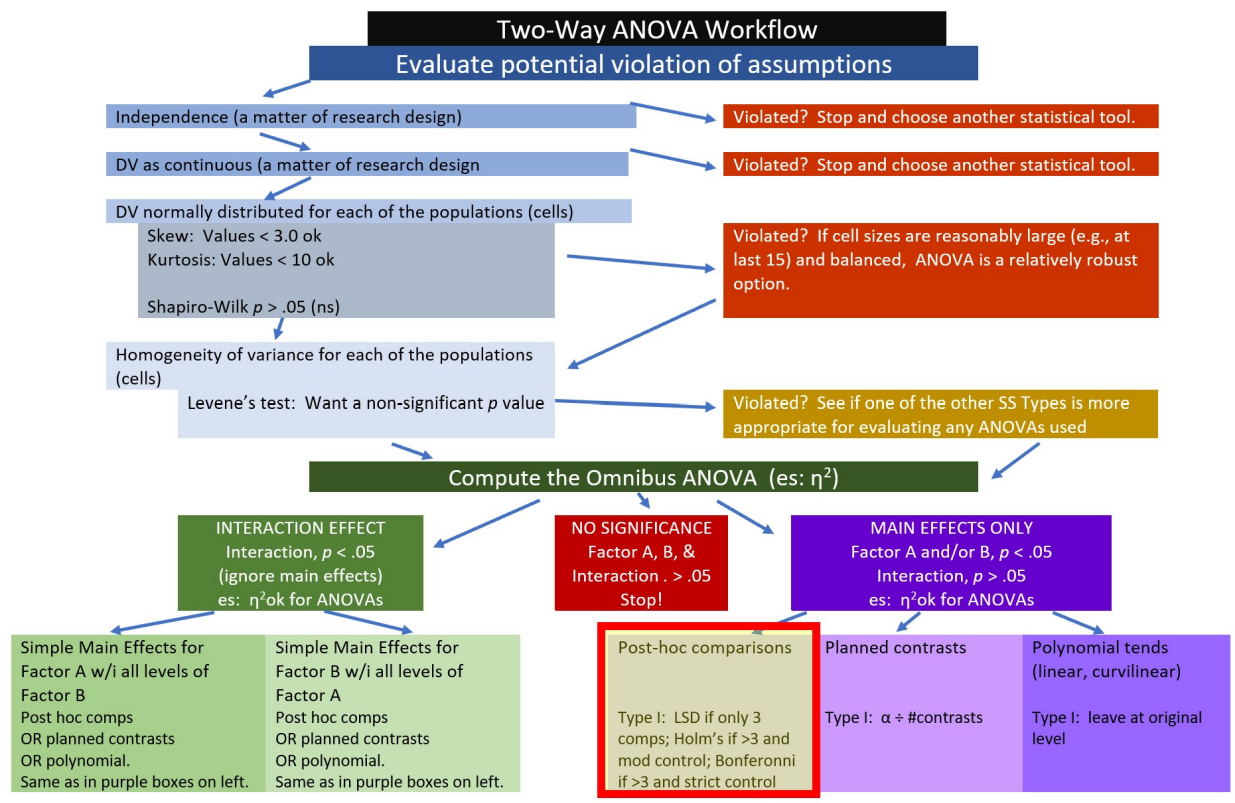 Two-Way ANOVA Workflow
Evaluate potential violation of assumptions
Independence (a matter of research design)
Violated?  Stop and choose another statistical tool.
DV as continuous (a matter of research design
Violated?  Stop and choose another statistical tool.
DV normally distributed for each of the populations (cells)
Skew:  Values < 3.0 ok
Kurtosis: Values < 10 ok
Shapiro-Wilk p > .05 (ns)
Violated?  If cell sizes are reasonably large (e.g., at
last 15) and balanced,  ANOVA is a relatively robust
option.
Homogeneity of variance for each of the populations
(cells)
Levene's test:  Want a non-significant p value
Violated?  See if one of the other SS Types is more
appropriate for evaluating any ANOVAs used
Compute the Omnibus ANOVA  (es: η²)
INTERACTION EFFECT
Interaction, p < .05
(ignore main effects)
es:  η²ok for ANOVAs
NO SIGNIFICANCE
Factor A, B, &
Interaction . > .05
Stop!
MAIN EFFECTS ONLY
Factor A and/or B, p < .05
Interaction, p > .05
es:  η²ok for ANOVAs
Simple Main Effects for
Factor A w/i all levels of
Factor B
Post hoc comps
OR planned contrasts
OR polynomial.
Same as in purple boxes on left.
Simple Main Effects for
Factor B w/i all levels of
Factor A
Post hoc comps
OR planned contrasts
OR polynomial.
Same as in purple boxes on left.
Post-hoc comparisons
Type I:  LSD if only 3
comps; Holm's if >3 and
mod control; Bonferonni
if >3 and strict control
Planned contrasts
Type I:  α ÷ #contrasts
Polynomial tends
(linear, curvilinear)
Type I:  leave at original
level